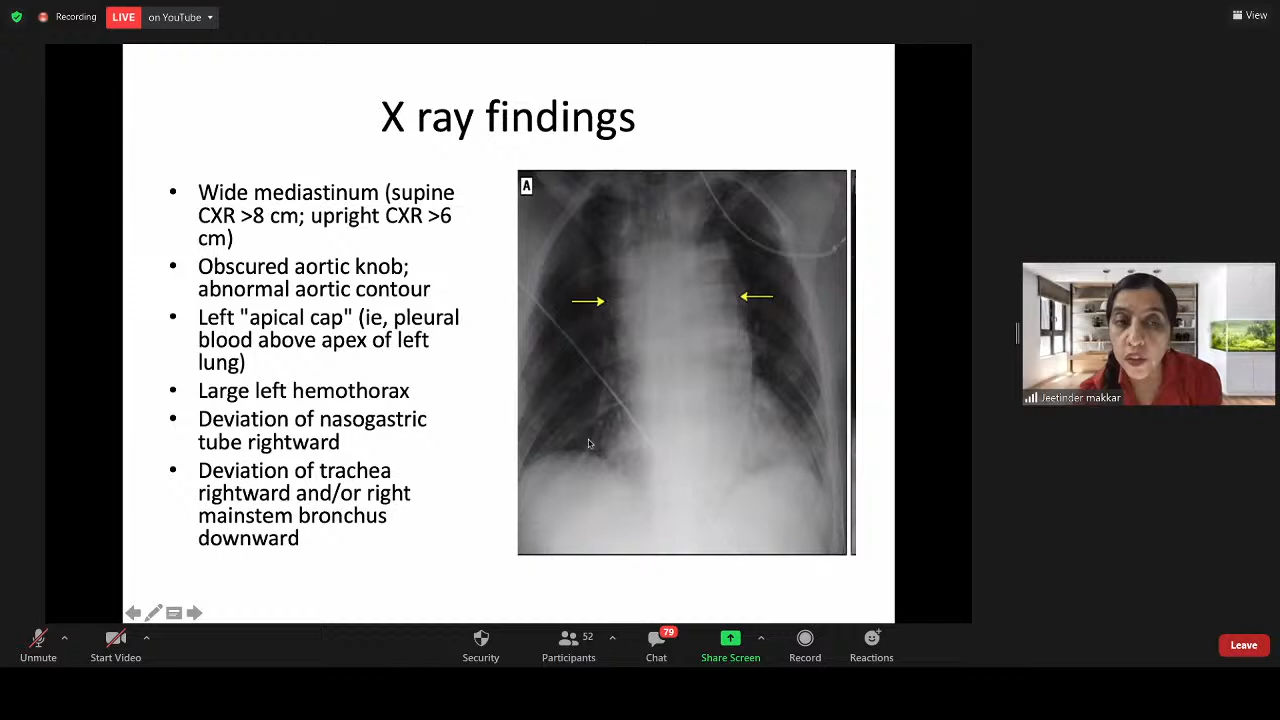 Recording
LIVE
on YouTube
View
X ray findings
• Wide mediastinum (supine
CXR >8 cm; upright CXR >6
cm)
• Obscured aortic knob;
abnormal aortic contour
• Left "apical cap" (ie, pleural
blood above apex of left
lung)
• Large left hemothorax
• Deviation of nasogastric
tube rightward
• Deviation of trachea
rightward and/or right
mainstem bronchus
downward
A
Jeetinder makkar
Unmute
Start Video
Security
52
Participants
79
Chat
Share Screen
Record
Reactions
Leave